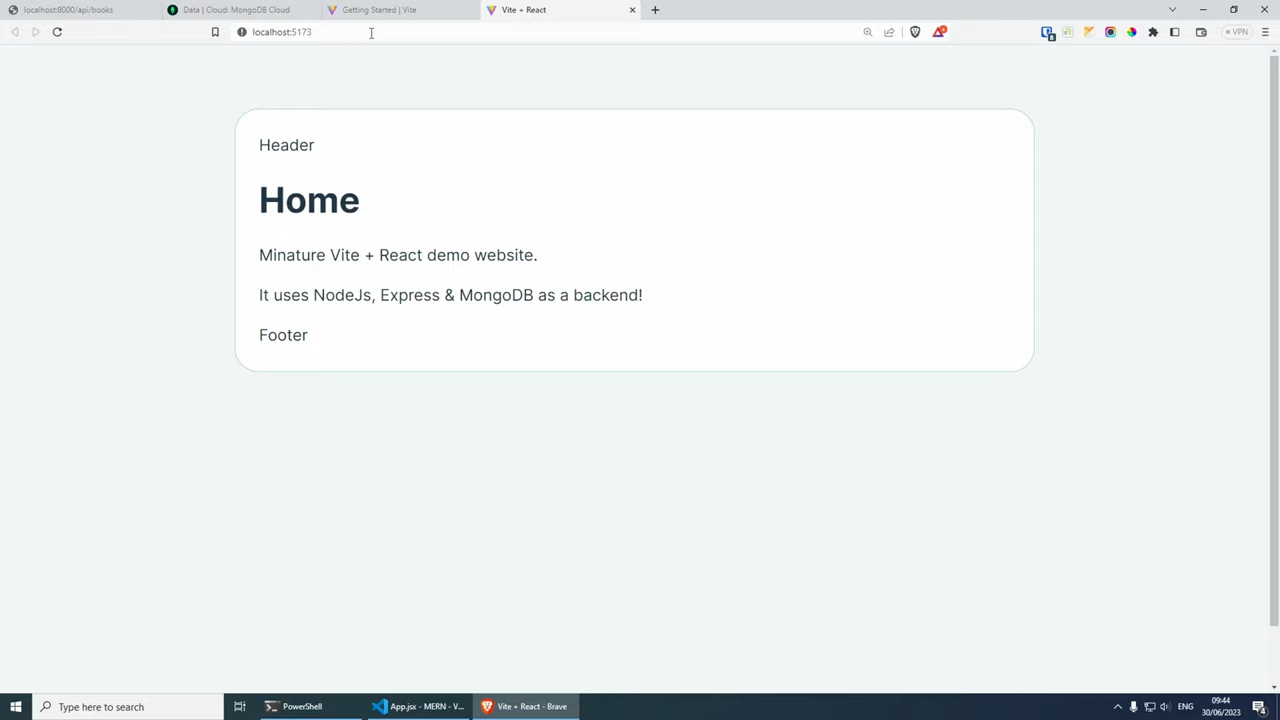 localhost:8000/api/books
Data | Cloud: MongoDB Cloud
Getting Started | Vite
Vite + React
localhost:5173
VPN
Header
Home
Minature Vite + React demo website.
It uses NodeJs, Express & MongoDB as a backend!
Footer
Type here to search
PowerShell
App.jsx - MERN - V...
Vite + React - Brave
ENG
09:44
30/06/2023
4